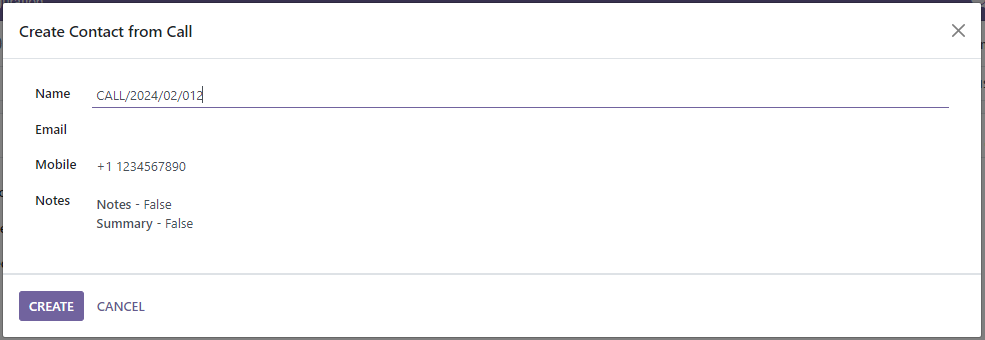 Create Contact from Call
Name CALL/2024/02/012
Email
Mobile +1 1234567890
Notes Notes - False
Summary - False
CREATE CANCEL